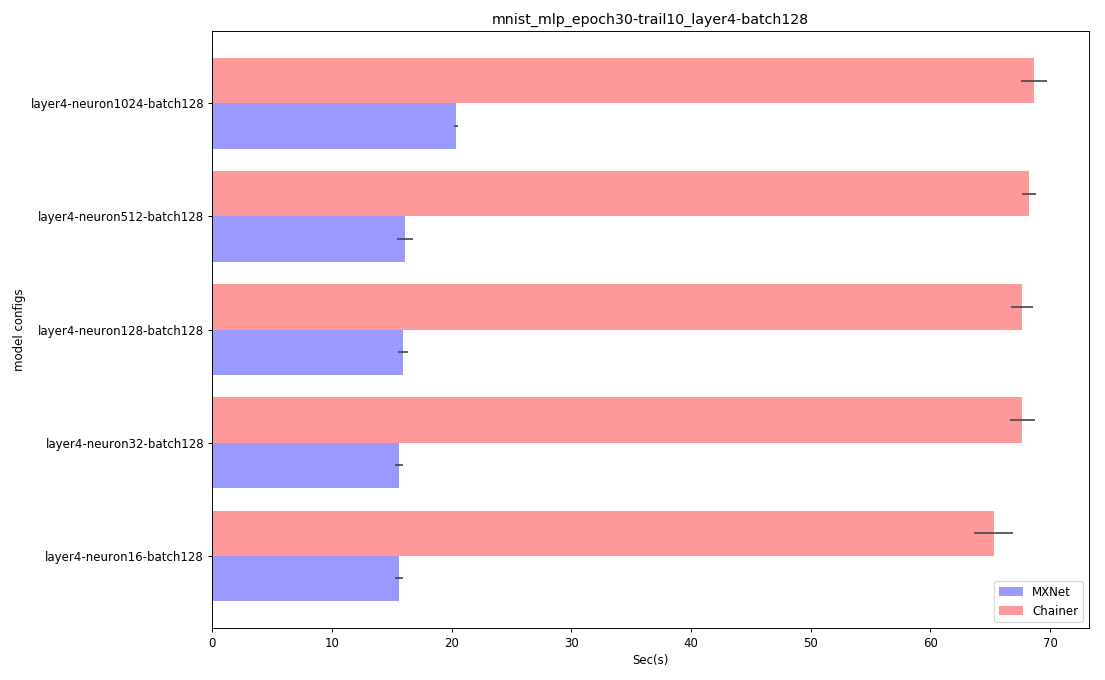 mnist_mlp_epoch30-trail10_layer4-batch128
model configs
layer4-neuron1024-batch128
layer4-neuron512-batch128
layer4-neuron128-batch128
layer4-neuron32-batch128
layer4-neuron16-batch128
MXNet
Chainer
0 10 20 30 40 50 60 70
Sec(s)